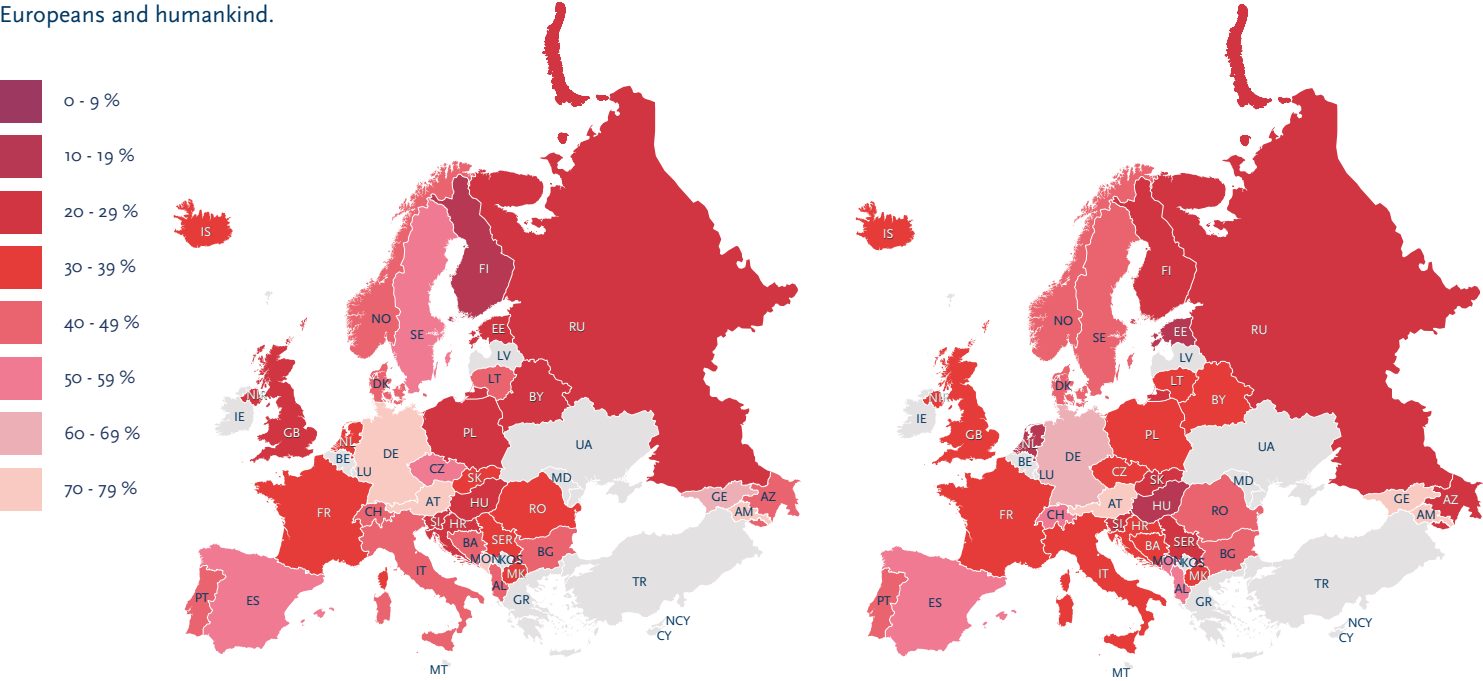 Europeans and humankind.
0 - 9 %
10 - 19 %
20 - 29 %
30 - 39 %
40 - 49 %
50 - 59 %
60 - 69 %
70 - 79 %
IS
FI
NO
SE
RU
EE
LV
LT
DK
BY
NIR
IE
GB
NL
PL
UA
BE
DE
LU
CZ
SK
MD
AT
HU
GE
AZ
FR
CH
RO
AM
SI
HR
BA
SER
BG
MON
KOS
IT
MK
AL
PT
ES
GR
TR
NCY
CY
MT
IS
FI
NO
SE
RU
EE
LV
LT
DK
BY
NIR
IE
GB
NL
PL
UA
BE
DE
LU
CZ
SK
MD
AT
HU
GE
AZ
FR
CH
RO
AM
SI
HR
BA
SER
BG
MON
KOS
IT
MK
AL
PT
ES
GR
TR
NCY
CY
MT